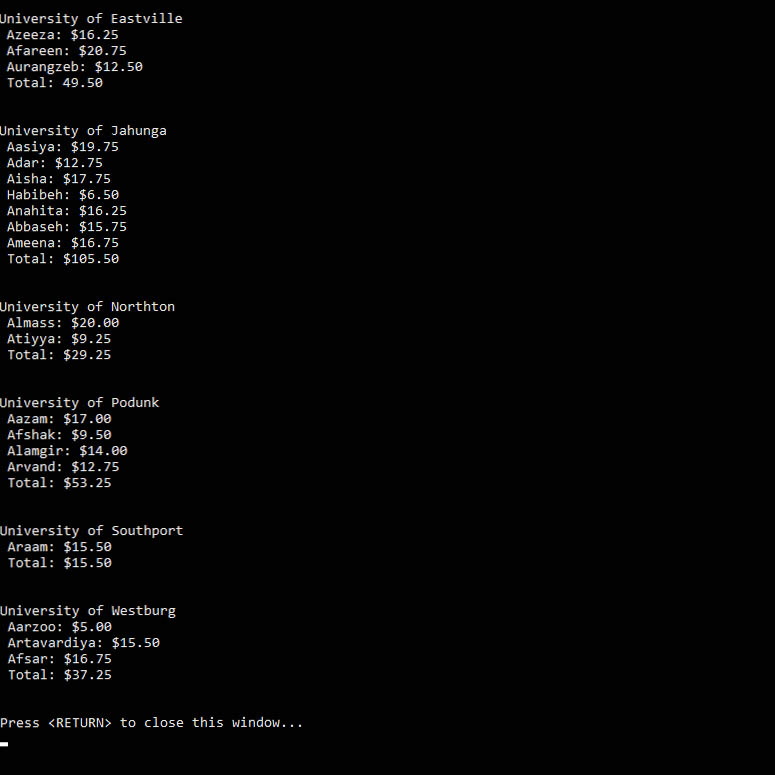 University of Eastville
Azeeza: $16.25
Afareen: $20.75
Aurangzeb: $12.50
Total: 49.50
University of Jahunga
Aasiya: $19.75
Adar: $12.75
Aisha: $17.75
Habibeh: $6.50
Anahita: $16.25
Abbaseh: $15.75
Ameena: $16.75
Total: $105.50
University of Northton
Almass: $20.00
Atiyya: $9.25
Total: $29.25
University of Podunk
Aazam: $17.00
Afshak: $9.50
Alamgir: $14.00
Arvand: $12.75
Total: $53.25
University of Southport
Araam: $15.50
Total: $15.50
University of Westburg
Aarzoo: $5.00
Artavardiya: $15.50
Afsar: $16.75
Total: $37.25
Press <RETURN> to close this window...